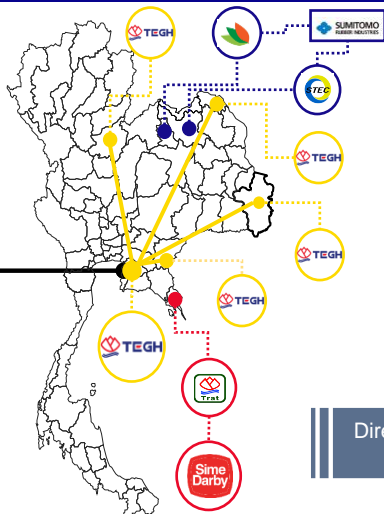 TEGH
SUMITOMO
RUBBER INDUSTRIES
STEC
TEGH
TEGH
TEGH
TEGH
Trat
Sime
Darby
Dire